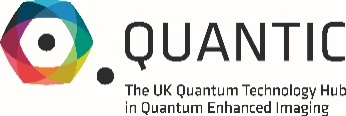 QUANTIC
The UK Quantum Technology Hub
in Quantum Enhanced Imaging